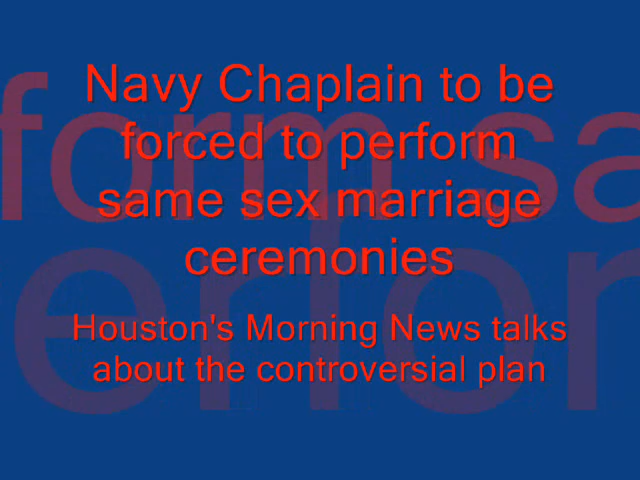 Navy Chaplain to be
forced to perform
same sex marriage
ceremonies
Houston's Morning News talks
about the controversial plan